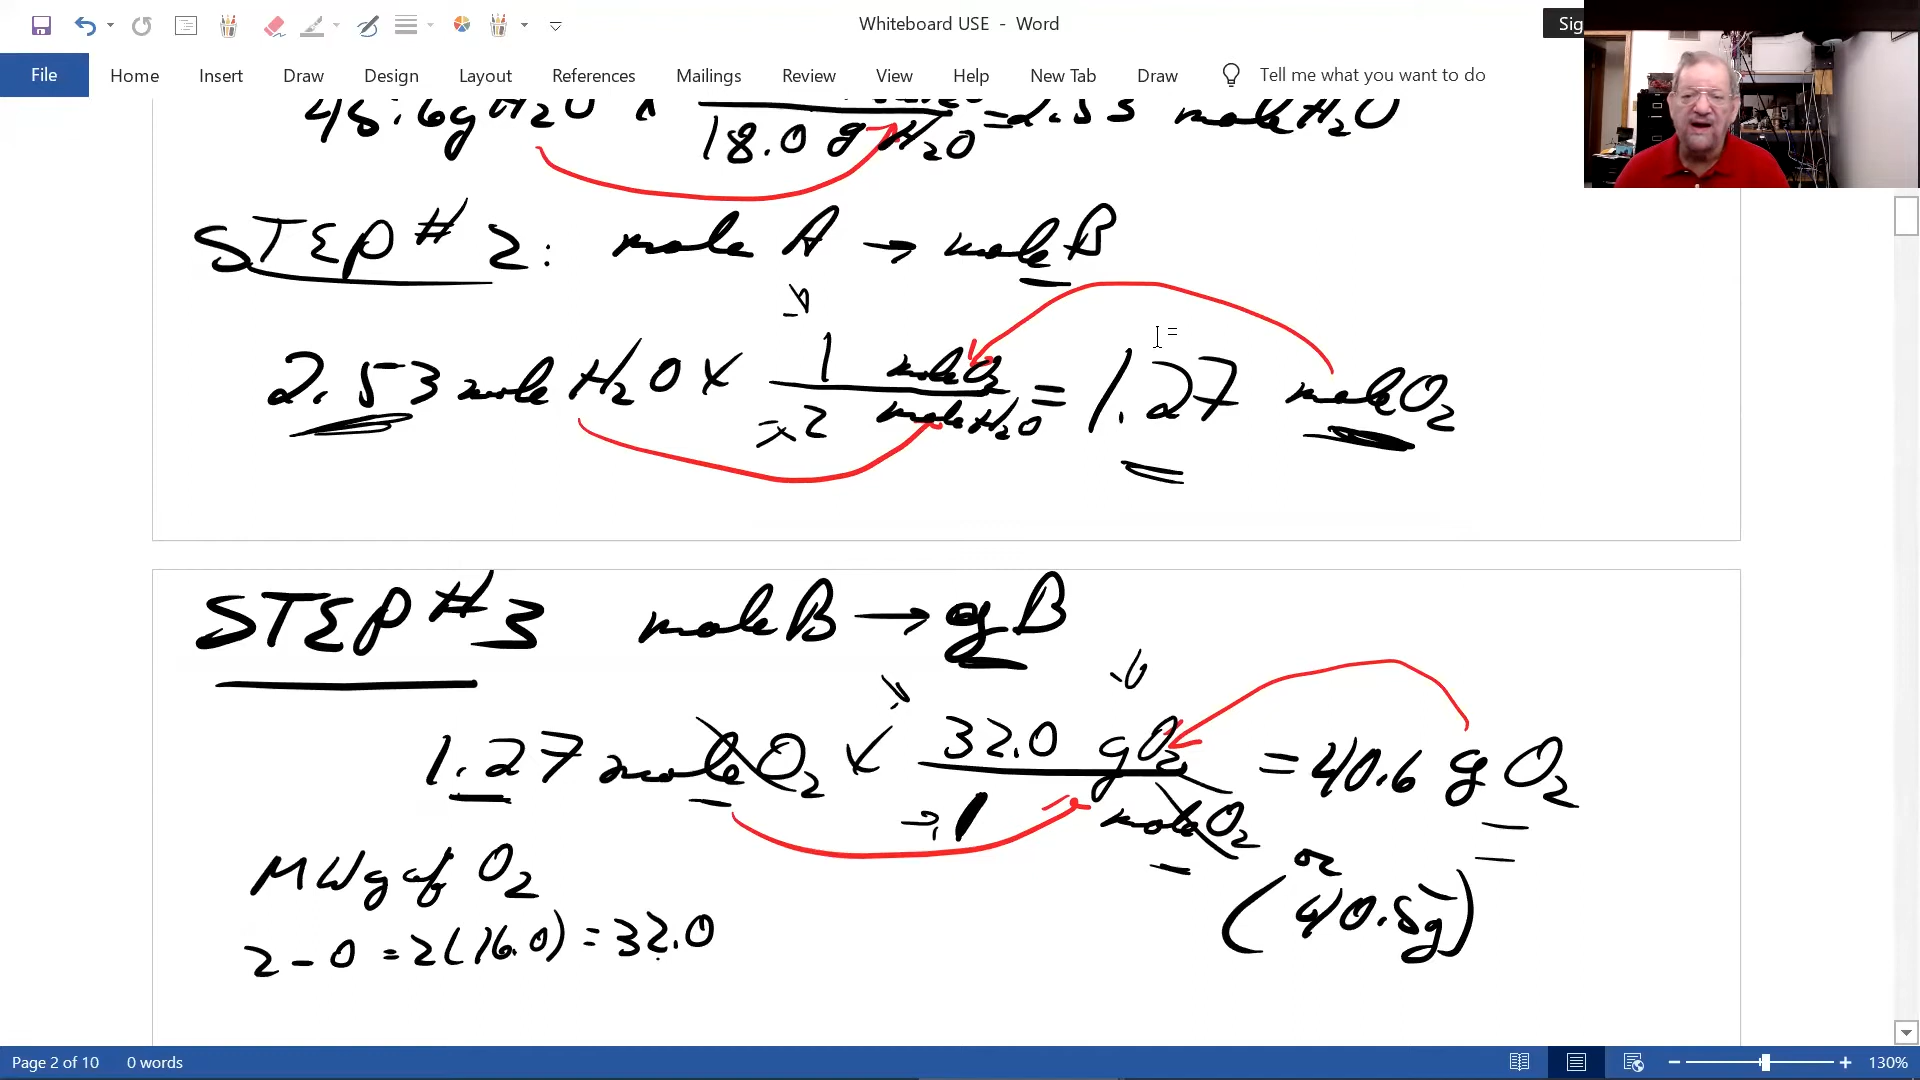 Whiteboard USE - Word
Sig
File Home Insert Draw Design Layout References Mailings Review View Help New Tab Draw Tell me what you want to do
45.6g H2O x = 2.53 mole H2O
18.0 g H2O
STEP # 2: mole A → mole B
2.53 mole H2O x 1 mole O2 / 2 mole H2O = 1.27 mole O2
STEP #3 mole B → g B
1.27 mole O2 x 32.0 g O2 / 1 mole O2 = 40.6 g O2
or
(40.5g)
MWg of O2
2 - O = 2(16.0) = 32.0
Page 2 of 10 0 words 130%